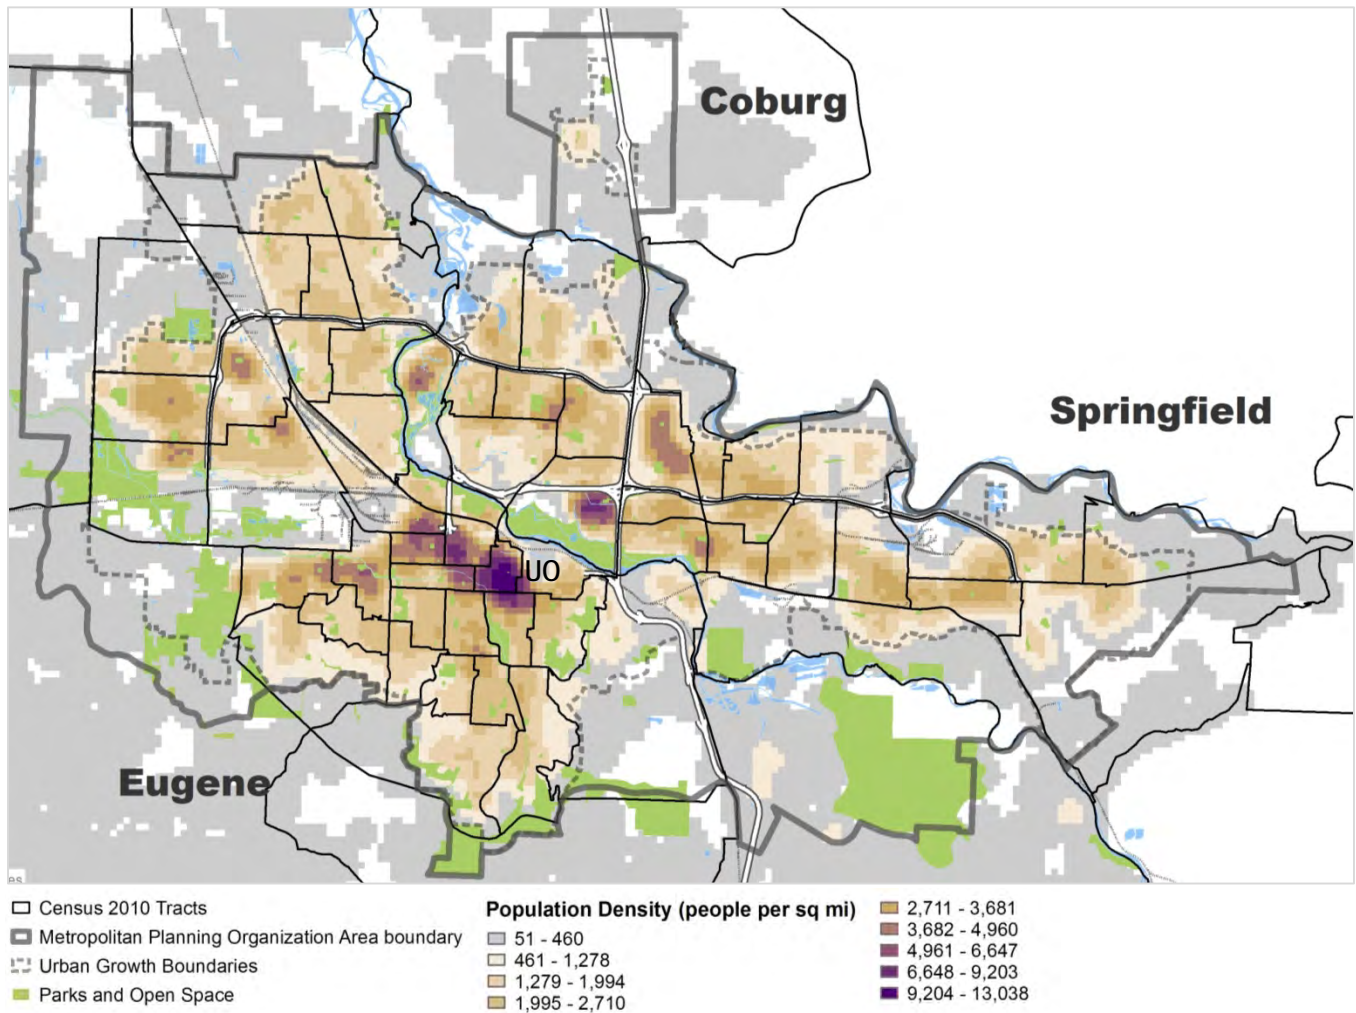 Coburg
Springfield
UO
Eugene
es
Census 2010 Tracts
Metropolitan Planning Organization Area boundary
Urban Growth Boundaries
Parks and Open Space
Population Density (people per sq mi)
51 - 460
461 - 1,278
1,279 - 1,994
1,995 - 2,710
2,711 - 3,681
3,682 - 4,960
4,961 - 6,647
6,648 - 9,203
9,204 - 13,038